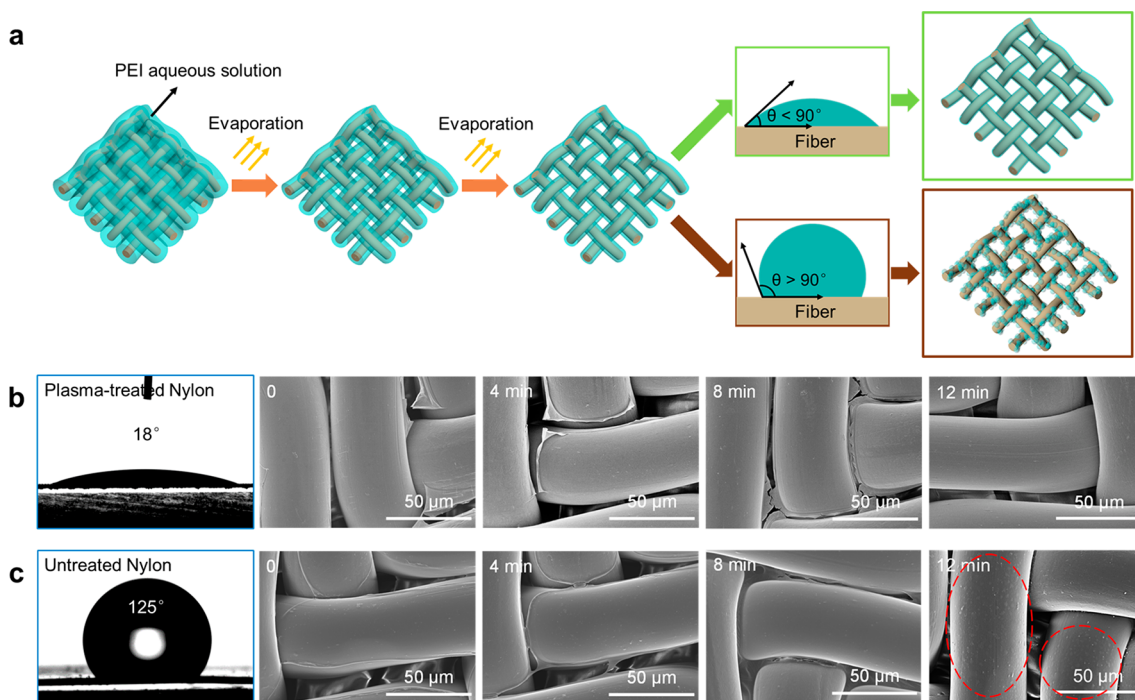 a
PEI aqueous solution
Evaporation
Evaporation
θ < 90°
Fiber
θ > 90°
Fiber
b
Plasma-treated Nylon
18°
0
50 μm
4 min
50 μm
8 min
50 μm
12 min
50 μm
c
Untreated Nylon
125°
0
50 μm
4 min
50 μm
8 min
50 μm
12 min
50 μm